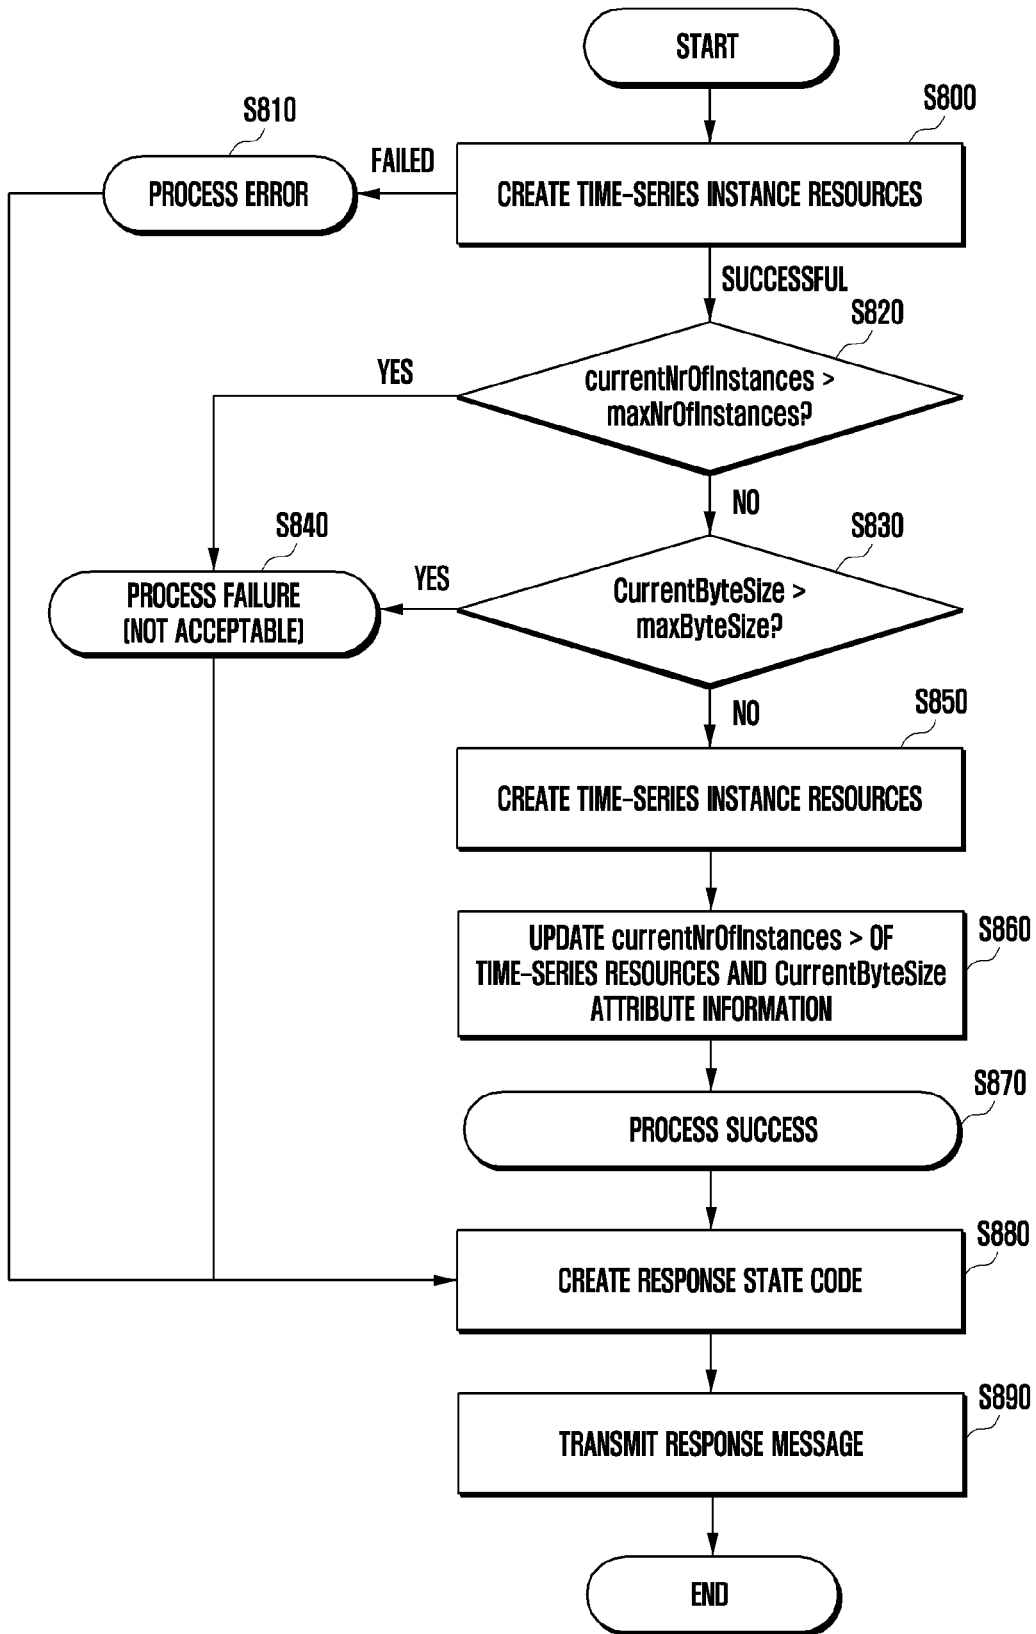 START
S800
S810
FAILED
PROCESS ERROR
CREATE TIME-SERIES INSTANCE RESOURCES
SUCCESSFUL
S820
YES
currentNrOfInstances >
maxNrOfInstances?
NO
S840
S830
PROCESS FAILURE
(NOT ACCEPTABLE)
YES
CurrentByteSize >
maxByteSize?
NO
S850
CREATE TIME-SERIES INSTANCE RESOURCES
S860
UPDATE currentNrOfInstances > OF
TIME-SERIES RESOURCES AND CurrentByteSize
ATTRIBUTE INFORMATION
S870
PROCESS SUCCESS
S880
CREATE RESPONSE STATE CODE
S890
TRANSMIT RESPONSE MESSAGE
END